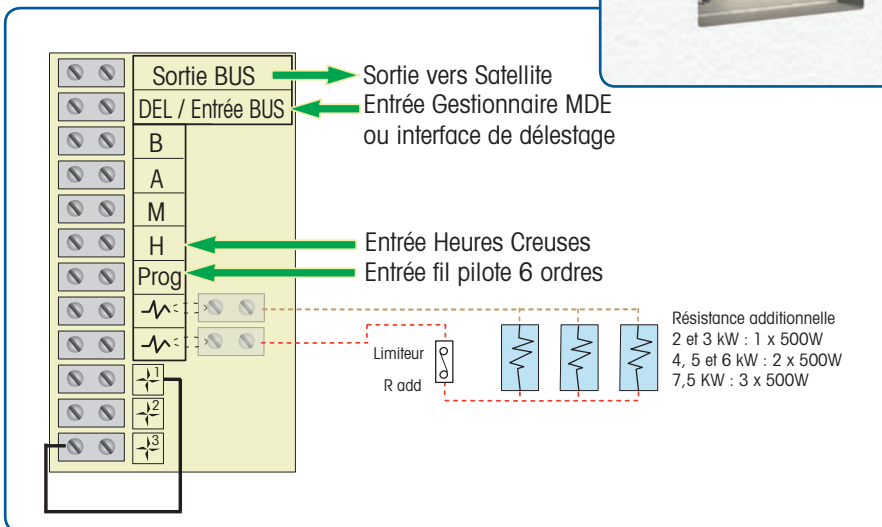 Sortie BUS
Sortie vers Satellite
DEL / Entrée BUS
Entrée Gestionnaire MDE
ou interface de délestage
B
A
M
H
Entrée Heures Creuses
Prog
Entrée fil pilote 6 ordres
Limiteur
R add
Résistance additionnelle
2 et 3 kW : 1 x 500W
4, 5 et 6 kW : 2 x 500W
7,5 KW : 3 x 500W
1
2
3